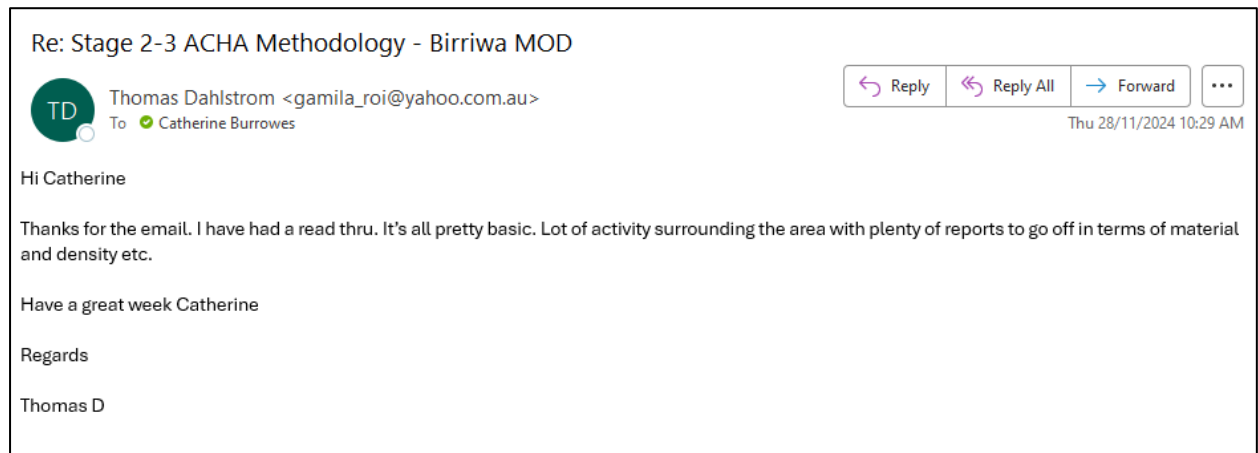 Re: Stage 2-3 ACHA Methodology - Birriwa MOD
TD
Thomas Dahlstrom <gamila_roi@yahoo.com.au>
To Catherine Burrowes
Reply
Reply All
Forward
...
Thu 28/11/2024 10:29 AM
Hi Catherine
Thanks for the email. I have had a read thru. It's all pretty basic. Lot of activity surrounding the area with plenty of reports to go off in terms of material
and density etc.
Have a great week Catherine
Regards
Thomas D